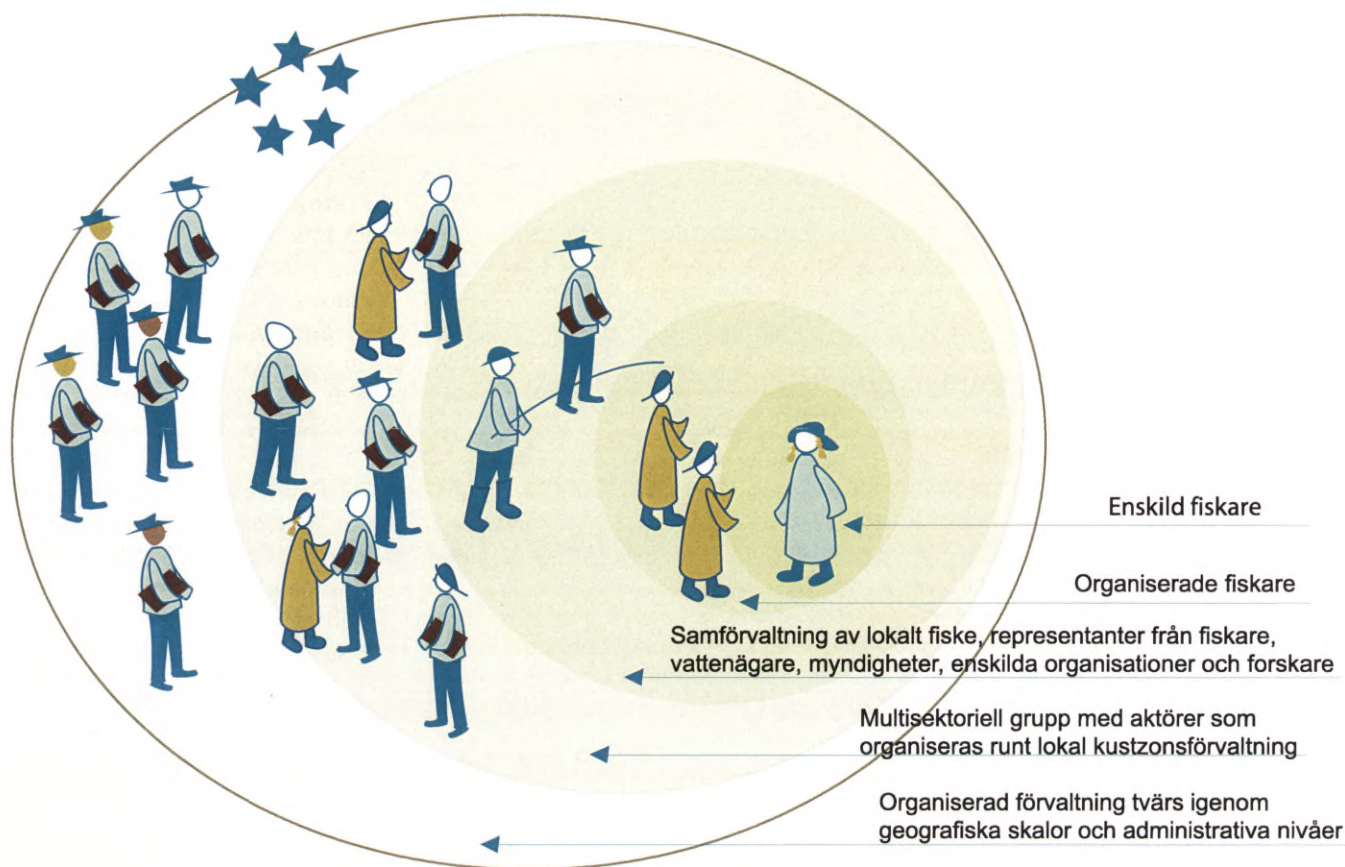 Enskild fiskare
Organiserade fiskare
Samförvaltning av lokalt fiske, representanter från fiskare,
vattenägare, myndigheter, enskilda organisationer och forskare
Multisektoriell grupp med aktörer som
organiseras runt lokal kustzonsförvaltning
Organiserad förvaltning tvärs igenom
geografiska skalor och administrativa nivåer